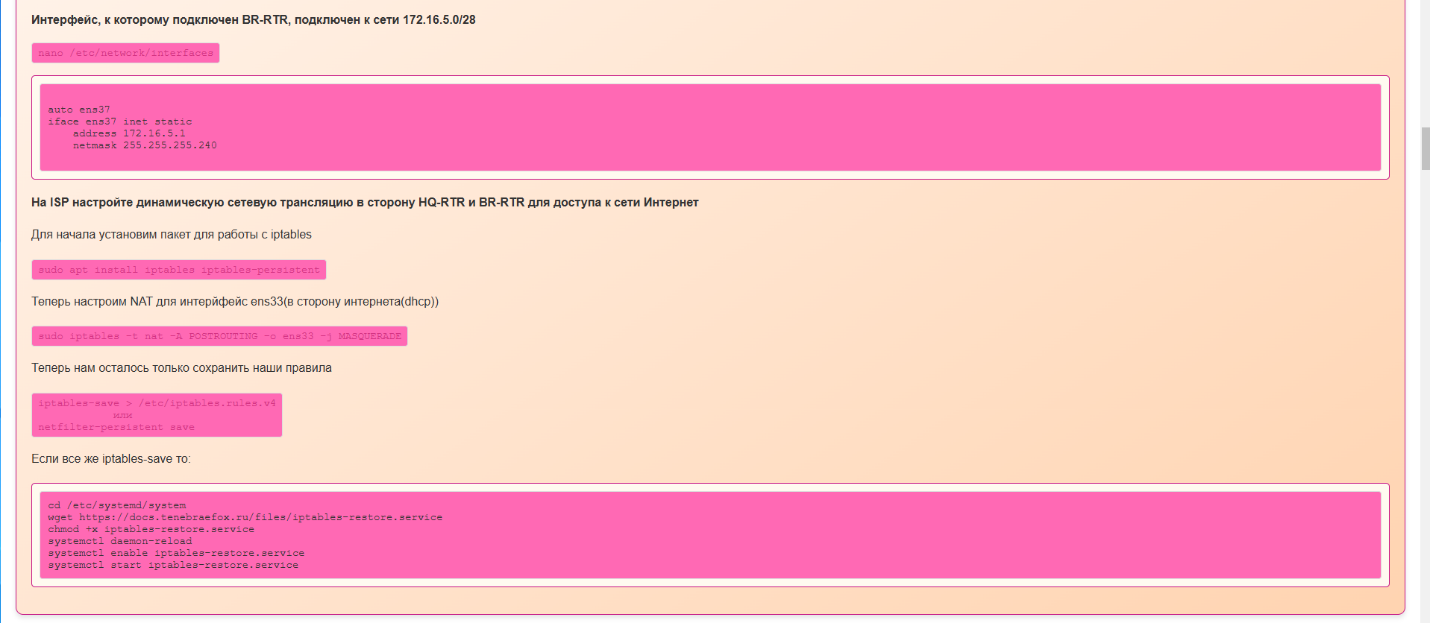 Интерфейс, к которому подключен BR-RTR, подключен к сети 172.16.5.0/28
nano /etc/network/interfaces
auto ens37
iface ens37 inet static
    address 172.16.5.1
    netmask 255.255.255.240
На ISP настройте динамическую сетевую трансляцию в сторону HQ-RTR и BR-RTR для доступа к сети Интернет
Для начала установим пакет для работы с iptables
sudo apt install iptables iptables-persistent
Теперь настроим NAT для интерйфейс ens33(в сторону интернета(dhcp))
sudo iptables -t nat -A POSTROUTING -o ens33 -j MASQUERADE
Теперь нам осталось только сохранить наши правила
iptables-save > /etc/iptables.rules.v4
или
netfilter-persistent save
Если все же iptables-save то:
cd /etc/systemd/system
wget https://docs.tenebraefox.ru/files/iptables-restore.service
chmod +x iptables-restore.service
systemctl daemon-reload
systemctl enable iptables-restore.service
systemctl start iptables-restore.service